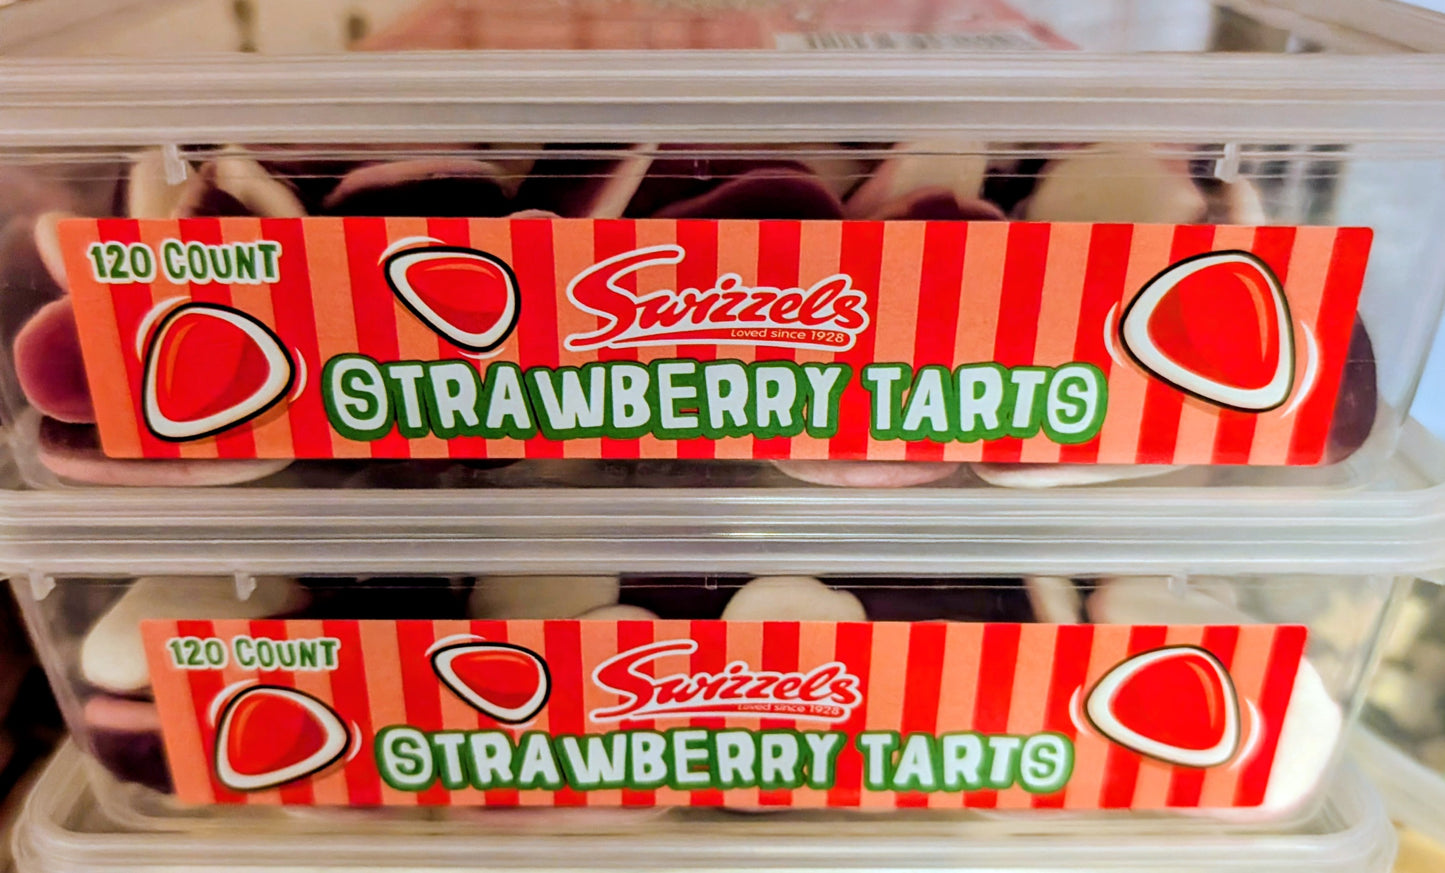 120 COUNT
Swizzels
Loved since 1928
STRAWBERRY TARTS
120 COUNT
Swizzels
Loved since 1928
STRAWBERRY TARTS